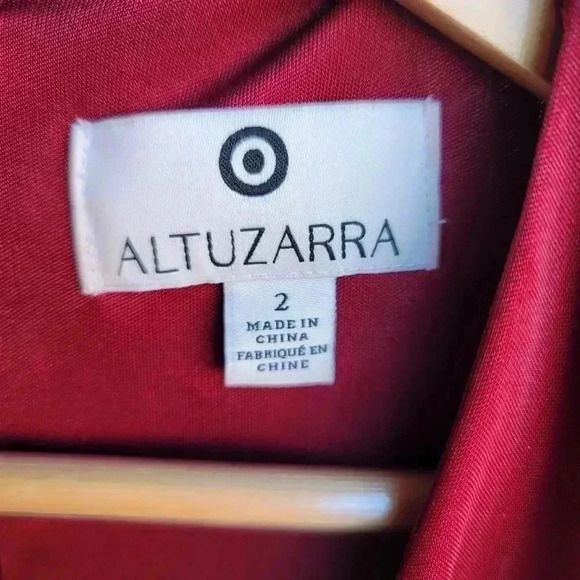 ALTUZARRA
2
MADE IN
CHINA
FABRIQUÉ EN
CHINE